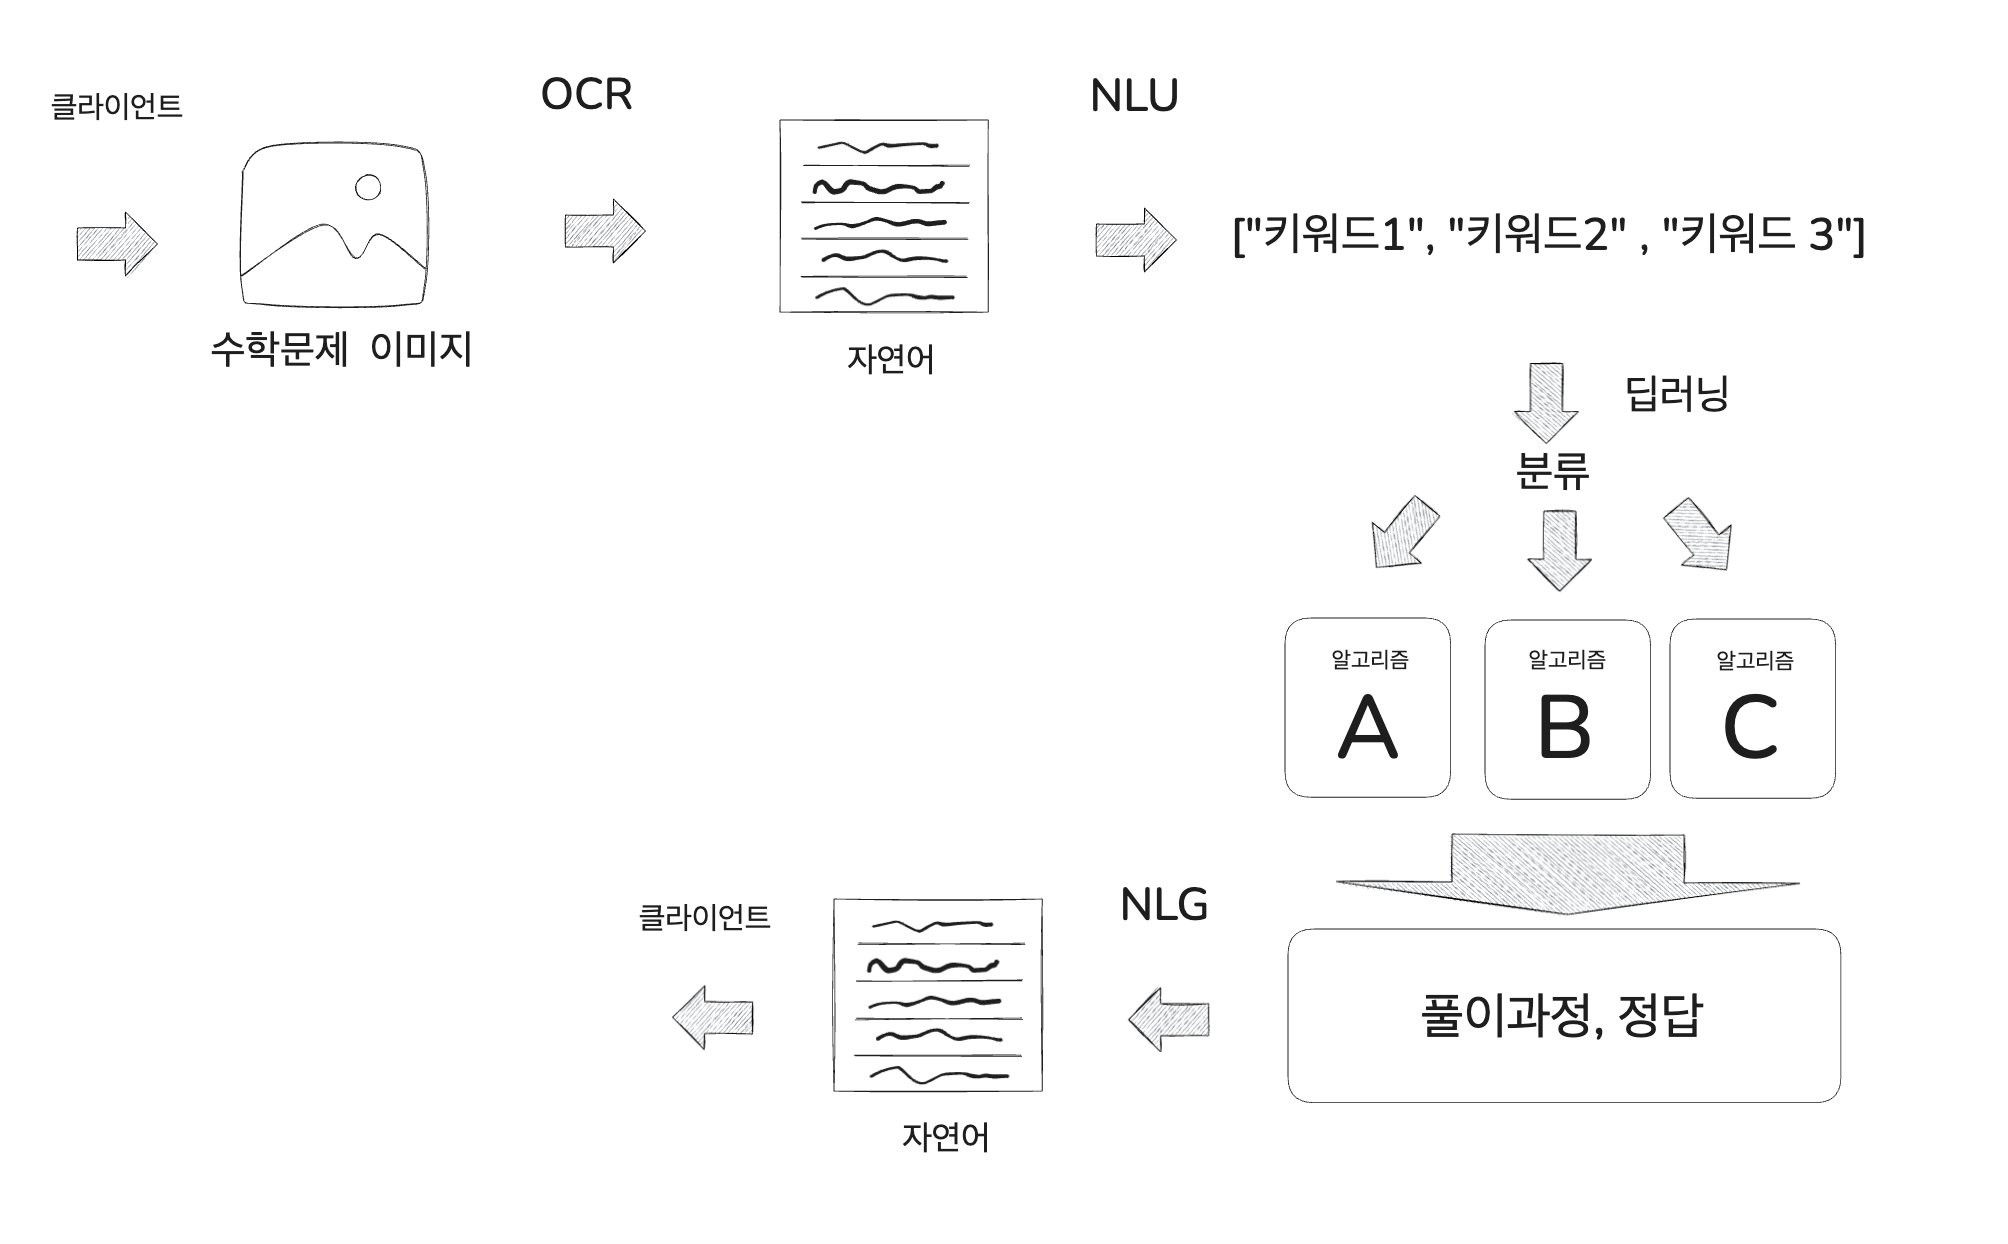 클라이언트
수학문제 이미지
OCR
자연어
NLU
["키워드1", "키워드2" , "키워드 3"]
딥러닝
분류
알고리즘
A
알고리즘
B
알고리즘
C
풀이과정, 정답
NLG
자연어
클라이언트